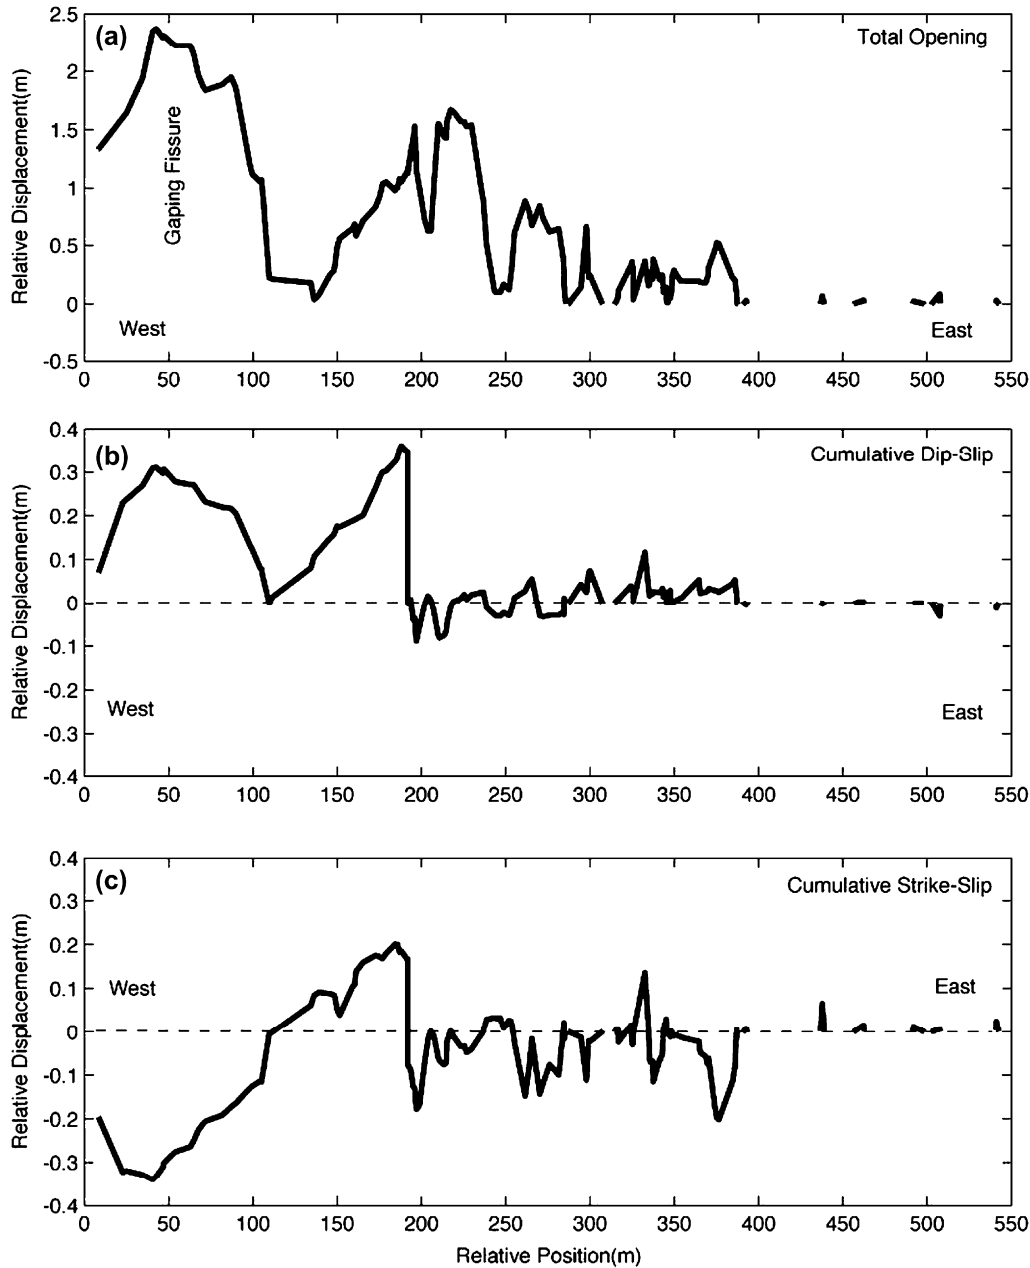 (a)
Total Opening
2.5
2
1.5
1
0.5
0
-0.5
Relative Displacement(m)
Gaping Fissure
West
East
0 50 100 150 200 250 300 350 400 450 500 550
(b)
Cumulative Dip-Slip
0.4
0.3
0.2
0.1
0
-0.1
-0.2
-0.3
-0.4
Relative Displacement(m)
West
East
0 50 100 150 200 250 300 350 400 450 500 550
(c)
Cumulative Strike-Slip
0.4
0.3
0.2
0.1
0
-0.1
-0.2
-0.3
-0.4
Relative Displacement(m)
West
East
0 50 100 150 200 250 300 350 400 450 500 550
Relative Position(m)